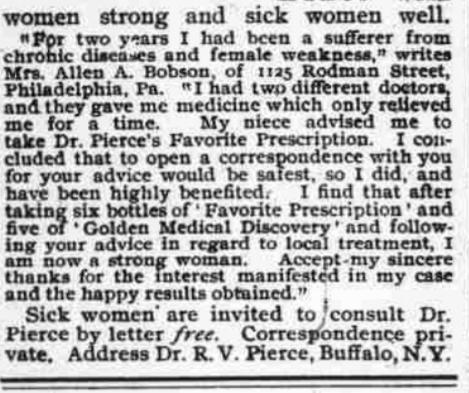 women strong and sick women well.
"For two years I had been a sufferer from
chronic diseases and female weakness," writes
Mrs. Allen A. Bobson, of 1125 Rodman Street,
Philadelphia, Pa. "I had two different doctors,
and they gave me medicine which only relieved
me for a time. My niece advised me to
take Dr. Pierce's Favorite Prescription. I con-
cluded that to open a correspondence with you
for your advice would be safest, so I did, and
have been highly benefited. I find that after
taking six bottles of 'Favorite Prescription' and
five of 'Golden Medical Discovery' and follow-
ing your advice in regard to local treatment, I
am now a strong woman. Accept my sincere
thanks for the interest manifested in my case
and the happy results obtained."
Sick women are invited to consult Dr.
Pierce by letter free. Correspondence pri-
vate. Address Dr. R. V. Pierce, Buffalo, N.Y.